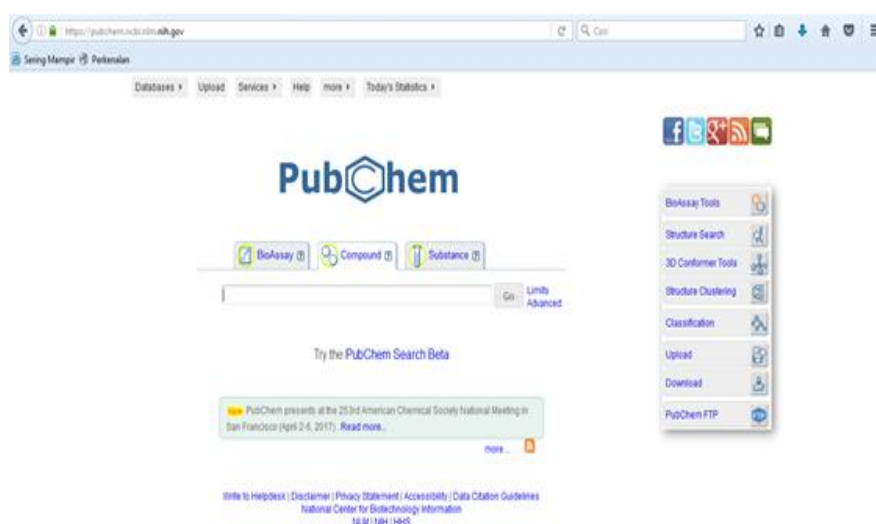 https://pubchem.ncbi.nlm.nih.gov
Cari
Sering Mampir Perkenalan
Databases Upload Services Help more Today's Statistics
PubChem
BioAssay Compound Substance
Go
Limits
Advanced
Try the PubChem Search Beta
New PubChem presents at the 253rd American Chemical Society National Meeting in
San Francisco (April 2-6, 2017). Read more...
more...
BioAssay Tools
Structure Search
3D Conformer Tools
Structure Clustering
Classification
Upload
Download
PubChem FTP
Write to Helpdesk | Disclaimer | Privacy Statement | Accessibility | Data Citation Guidelines
National Center for Biotechnology Information
NLM | NIH | HHS